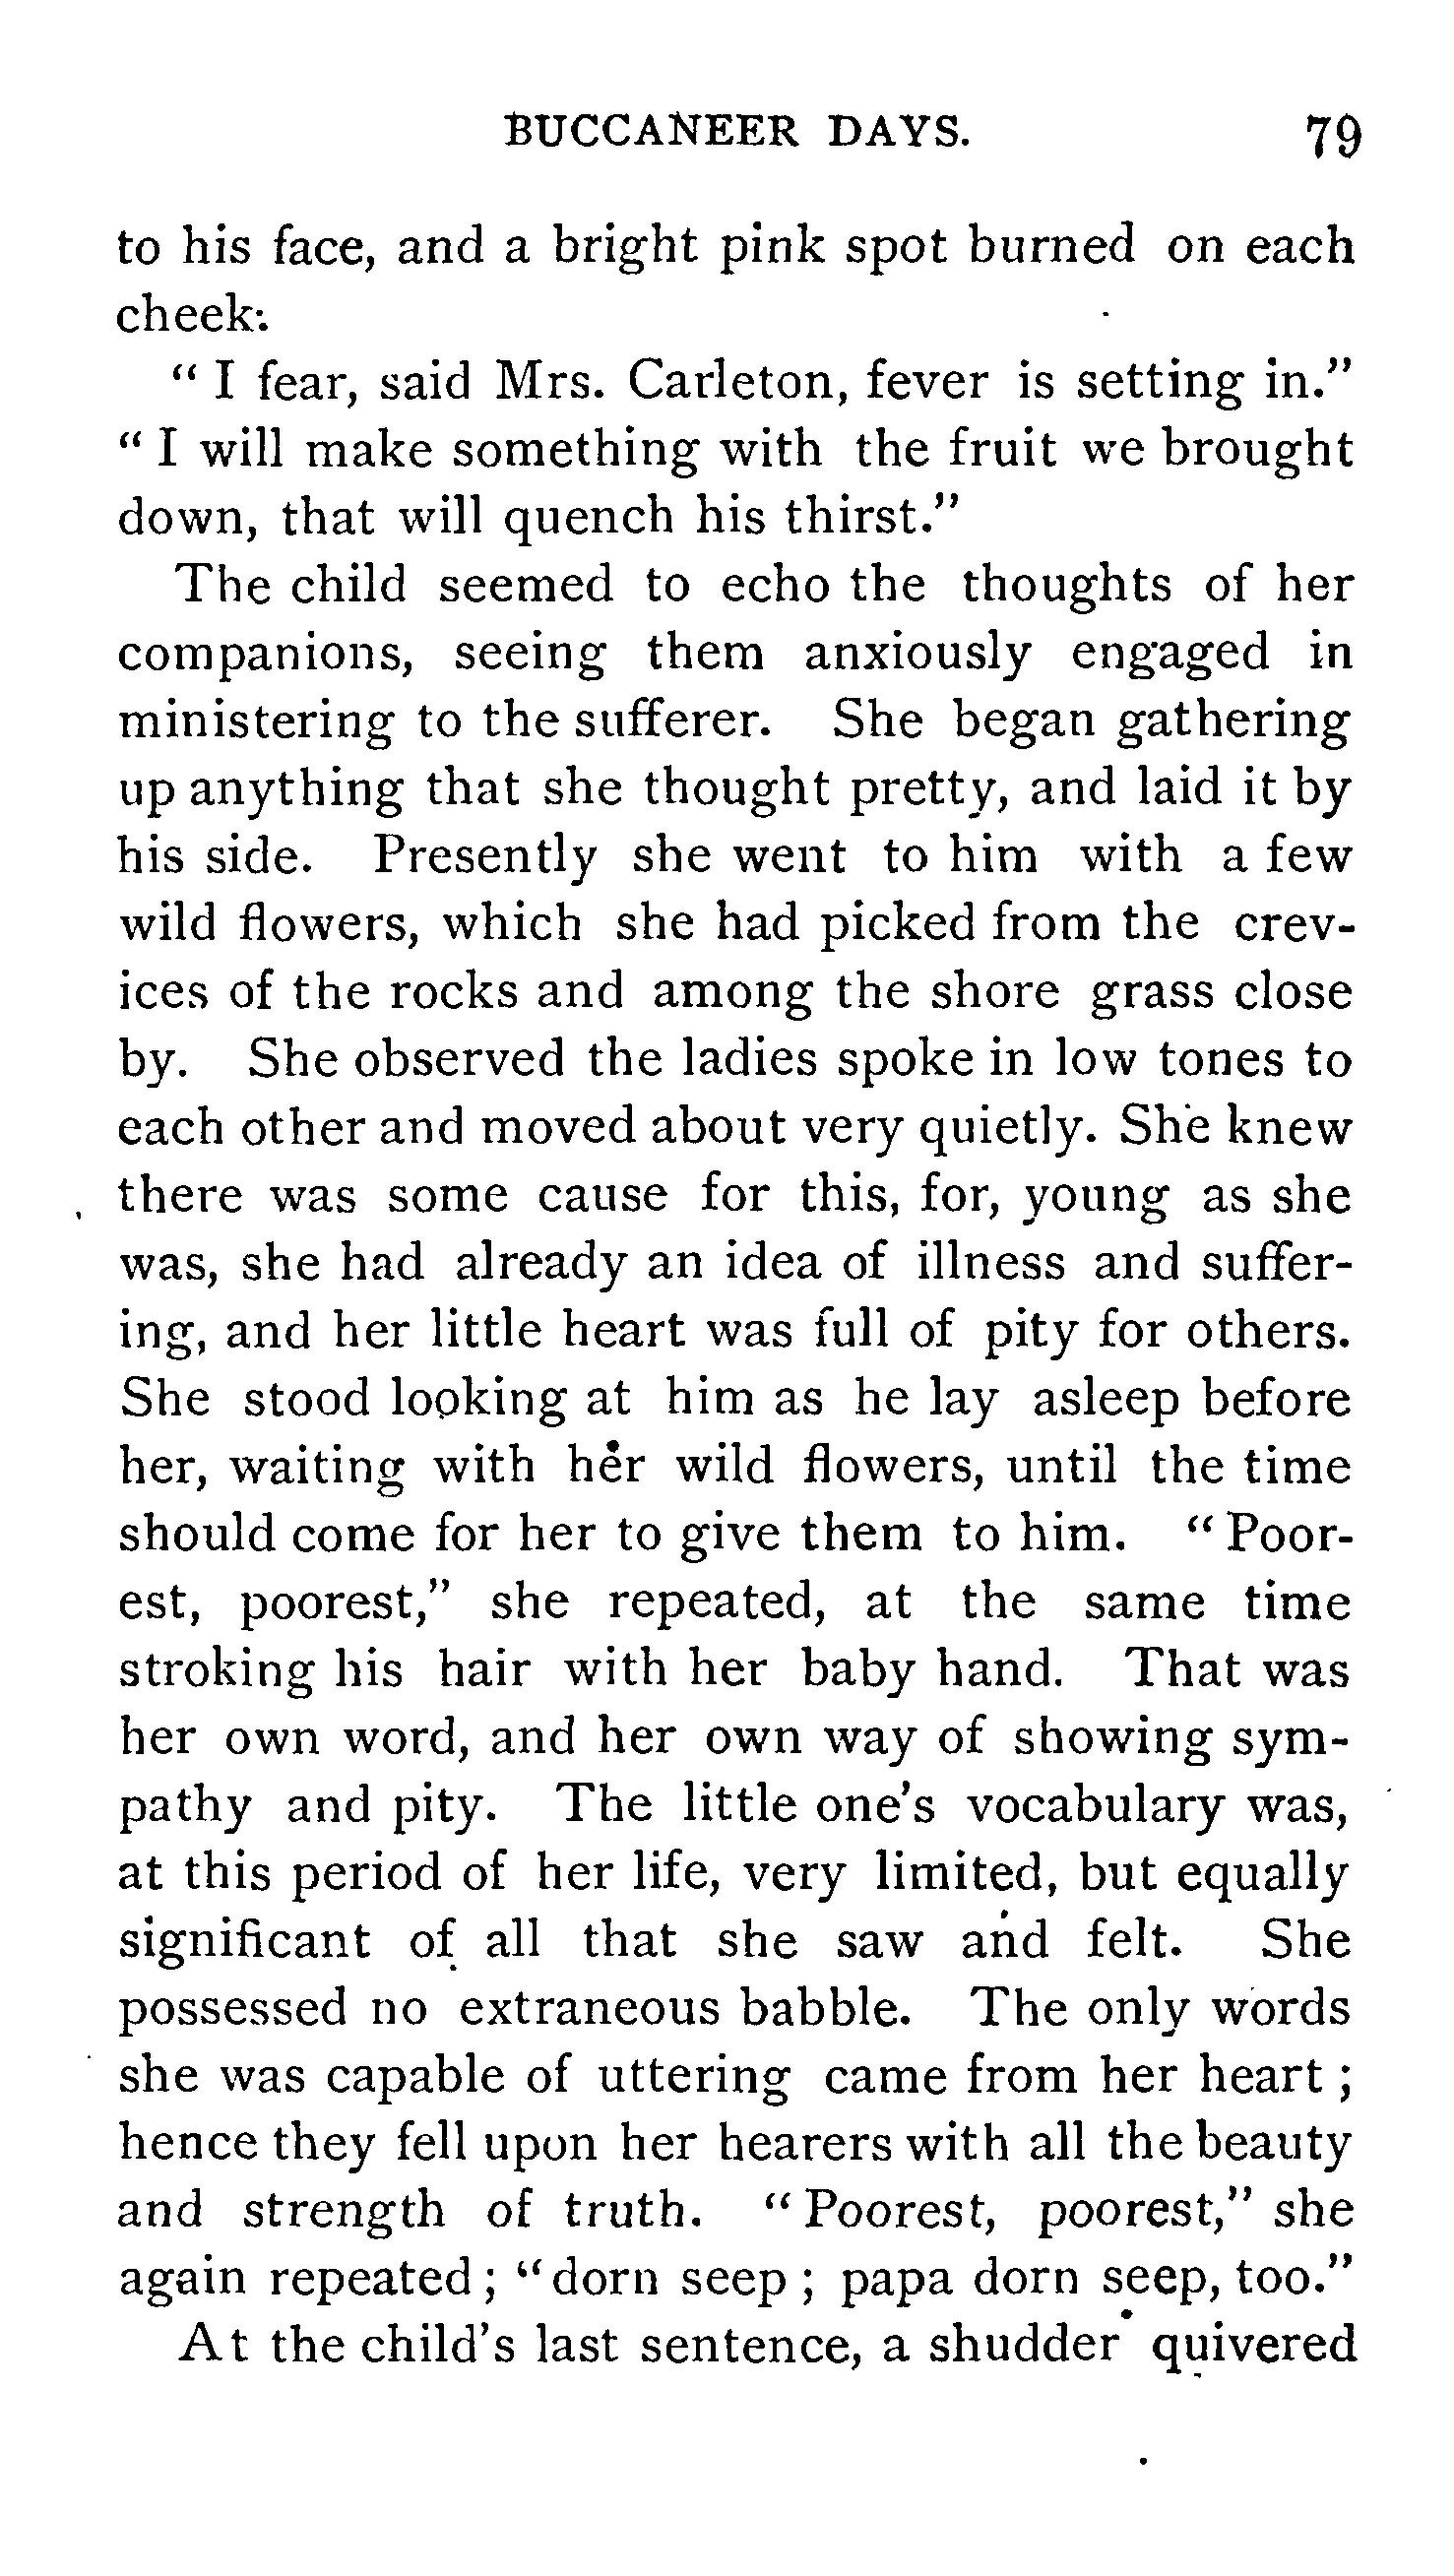 BUCCANEER DAYS. 79
to his face, and a bright pink spot burned on each
cheek.
“ I fear, said Mrs. Carleton, fever is setting in.”
“ I will make something with the fruit we brought
down, that will quench his thirst.”
The child seemed to echo the thoughts of her
companions, seeing them anxiously engaged in
ministering to the sufferer. She began gathering
up anything that she thought pretty, and laid it by
his side. Presently she went to him with a few
wild flowers, which she had picked from the crev-
ices of the rocks and among the shore grass close
by. She observed the ladies spoke in low tones to
each other and moved about very quietly. She knew
there was some cause for this, for, young as she
was, she had already an idea of illness and suffer-
ing, and her little heart was full of pity for others.
She stood looking at him as he lay asleep before
her, waiting with her wild flowers, until the time
should come for her to give them to him. “ Poor-
est, poorest,” she repeated, at the same time
stroking his hair with her baby hand. That was
her own word, and her own way of showing sym-
pathy and pity. The little one’s vocabulary was,
at this period of her life, very limited, but equally
significant of all that she saw and felt. She
possessed no extraneous babble. The only words
she was capable of uttering came from her heart ;
hence they fell upon her hearers with all the beauty
and strength of truth. “ Poorest, poorest,” she
again repeated ; “ dorn seep ; papa dorn seep, too.”
At the child’s last sentence, a shudder quivered